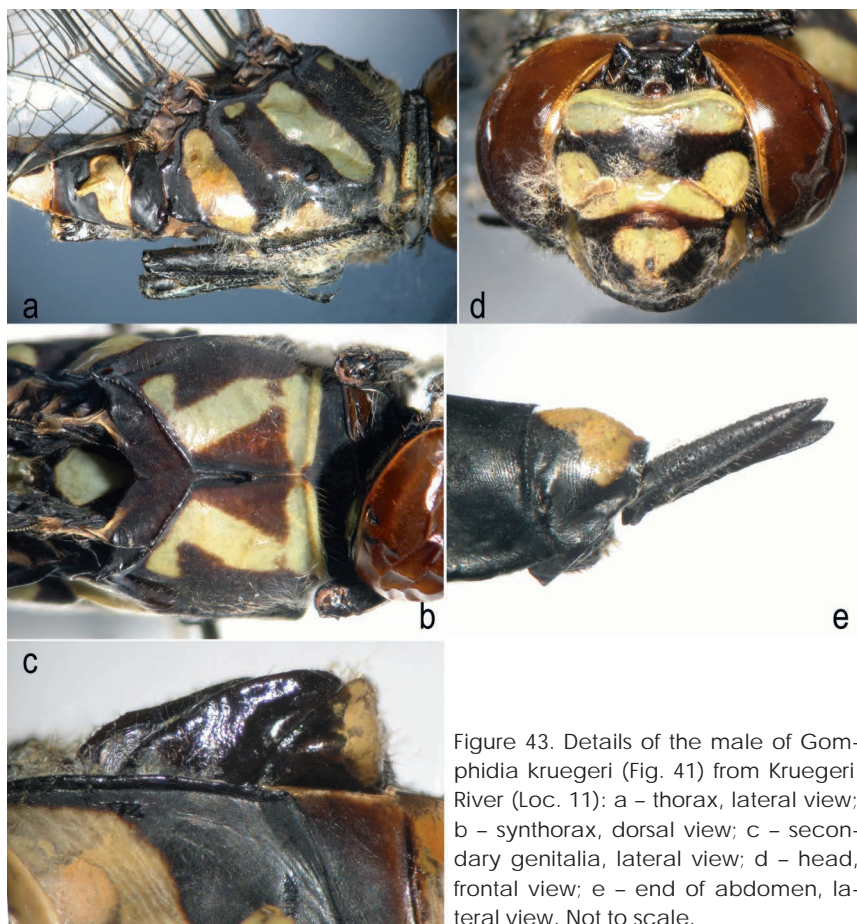 a
d
b
e
c
Figure 43. Details of the male of Gom-
phidia kruegeri (Fig. 41) from Kruegeri
River (Loc. 11): a – thorax, lateral view;
b – synthorax, dorsal view; c – secon-
dary genitalia, lateral view; d – head,
frontal view; e – end of abdomen, la-
teral view. Not to scale.